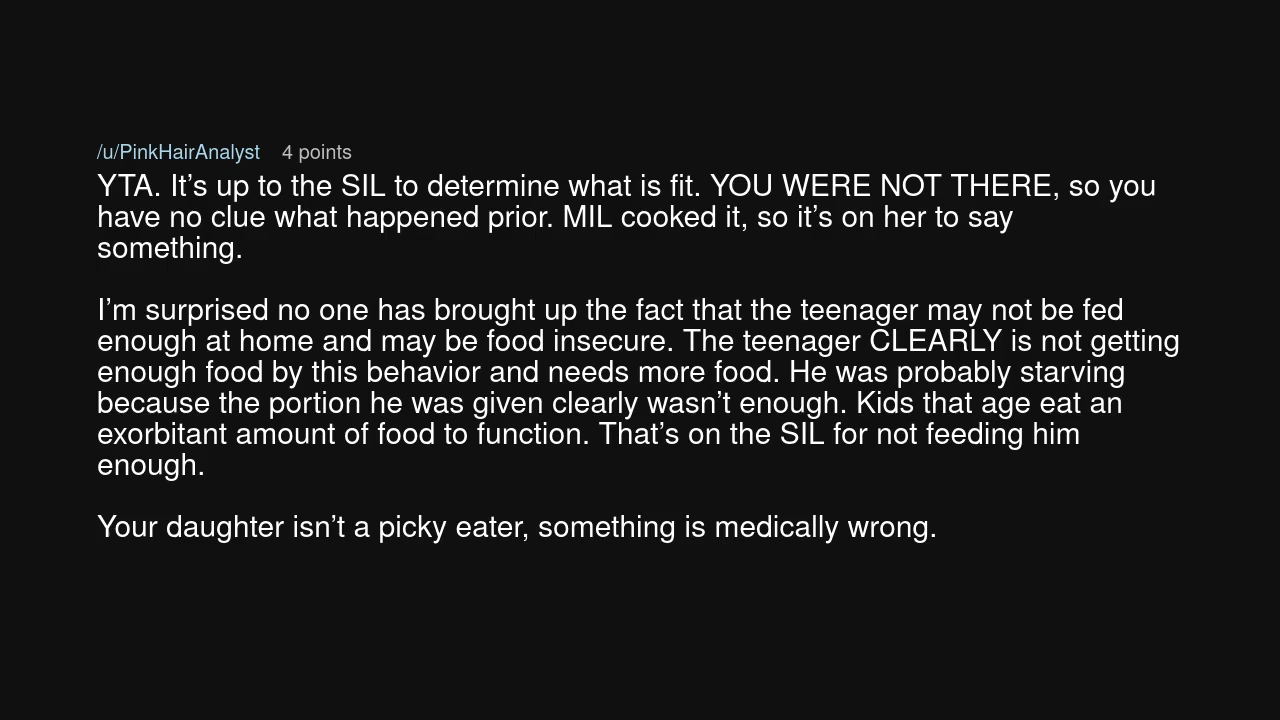 /u/PinkHairAnalyst 4 points
YTA. It’s up to the SIL to determine what is fit. YOU WERE NOT THERE, so you
have no clue what happened prior. MIL cooked it, so it’s on her to say
something.
I’m surprised no one has brought up the fact that the teenager may not be fed
enough at home and may be food insecure. The teenager CLEARLY is not getting
enough food by this behavior and needs more food. He was probably starving
because the portion he was given clearly wasn’t enough. Kids that age eat an
exorbitant amount of food to function. That’s on the SIL for not feeding him
enough.
Your daughter isn’t a picky eater, something is medically wrong.